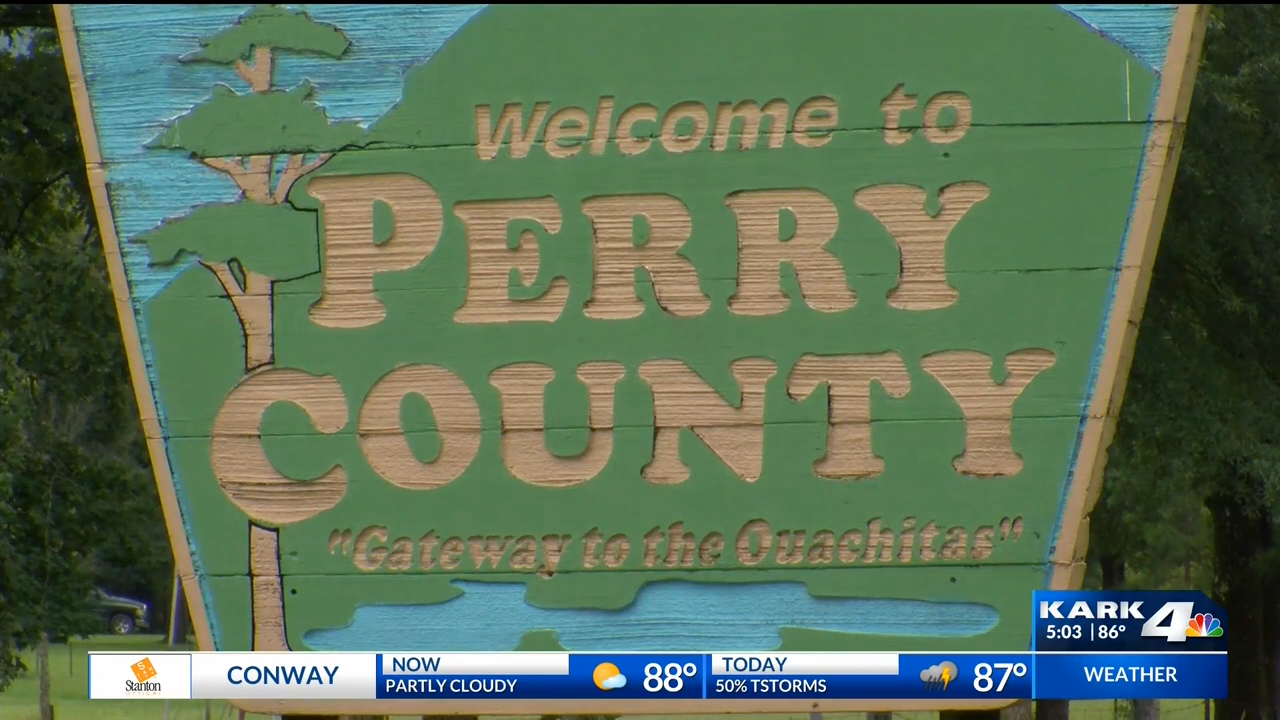 Welcome to
PERRY
COUNTY
"Gateway to the Ouachitas"
KARK 4
5:03 | 86°
Stanton
OPTICAL
CONWAY
NOW
PARTLY CLOUDY
88°
TODAY
50% TSTORMS
87°
WEATHER